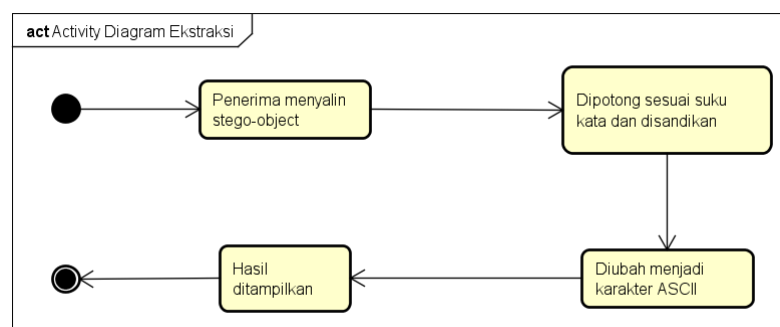 act Activity Diagram Ekstraksi
Penerima menyalin
stego-object
Dipotong sesuai suku
kata dan disandikan
Diubah menjadi
karakter ASCII
Hasil
ditampilkan